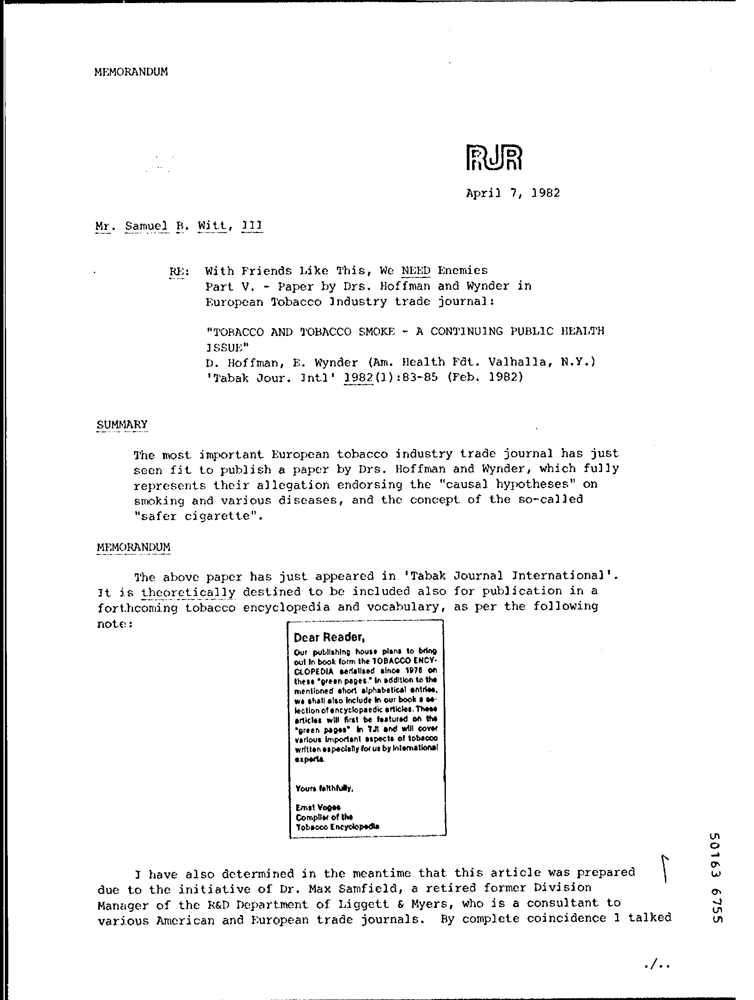 MEMORANDUM
RJR
April 7, 1982
Mr. Samuel B. Witt, III
RE: With Friends Like This, We NEED Enemies
Part V. - Paper by Drs. Hoffman and Wynder in
European Tobacco Industry trade journal:
"TOBACCO AND TOBACCO SMOKE - A CONTINUING PUBLIC HEALTH
ISSUE"
D. Hoffman, E. Wynder (Am. Health Fdt. Valhalla, N.Y.)
'Tabak Jour. Intl' 1982(1):83-85 (Feb. 1982)
SUMMARY
The most important European tobacco industry trade journal has just
seen fit to publish a paper by Drs. Hoffman and Wynder, which fully
represents their allegation endorsing the "causal hypotheses" on
smoking and various diseases, and the concept of the so-called
"safer cigarette".
MEMORANDUM
The above paper has just appeared in 'Tabak Journal International'.
It is theoretically destined to be included also for publication in a
forthcoming tobacco encyclopedia and vocabulary, as per the following
note:
Dear Reader,
Our publishing house plans to bring
out in book form the TOBACCO ENCY-
CLOPEDIA serialised since 1976 on
these "green pages." In addition to the
mentioned short alphabetical entries,
we shall also include in our book a se-
lection of encyclopaedic articles. These
articles will first be featured on the
"green pages" in TJI and will cover
various important aspects of tobacco
written especially for us by international
experts.
Yours faithfully,
Ernst Voges
Compiler of the
Tobacco Encyclopedia
I have also determined in the meantime that this article was prepared
due to the initiative of Dr. Max Samfield, a retired former Division
Manager of the R&D Department of Liggett & Myers, who is a consultant to
various American and European trade journals. By complete coincidence I talked
./..
50163 6755